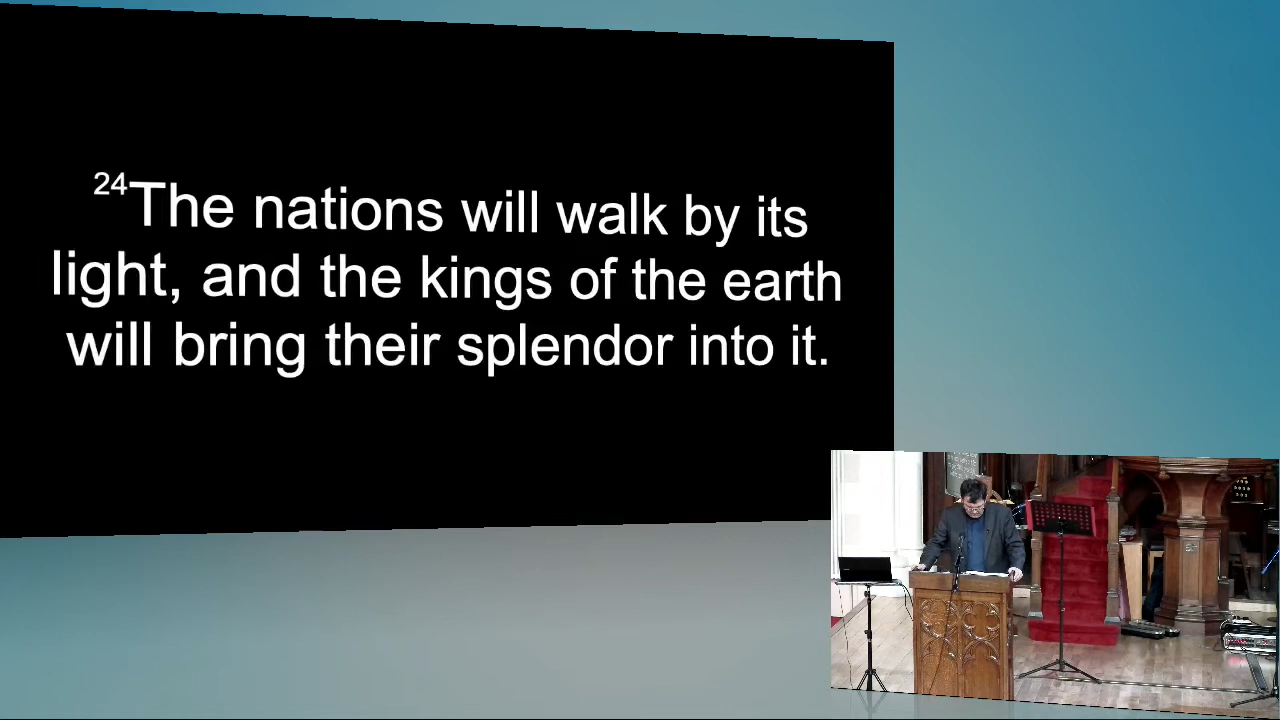 24The nations will walk by its
light, and the kings of the earth
will bring their splendor into it.